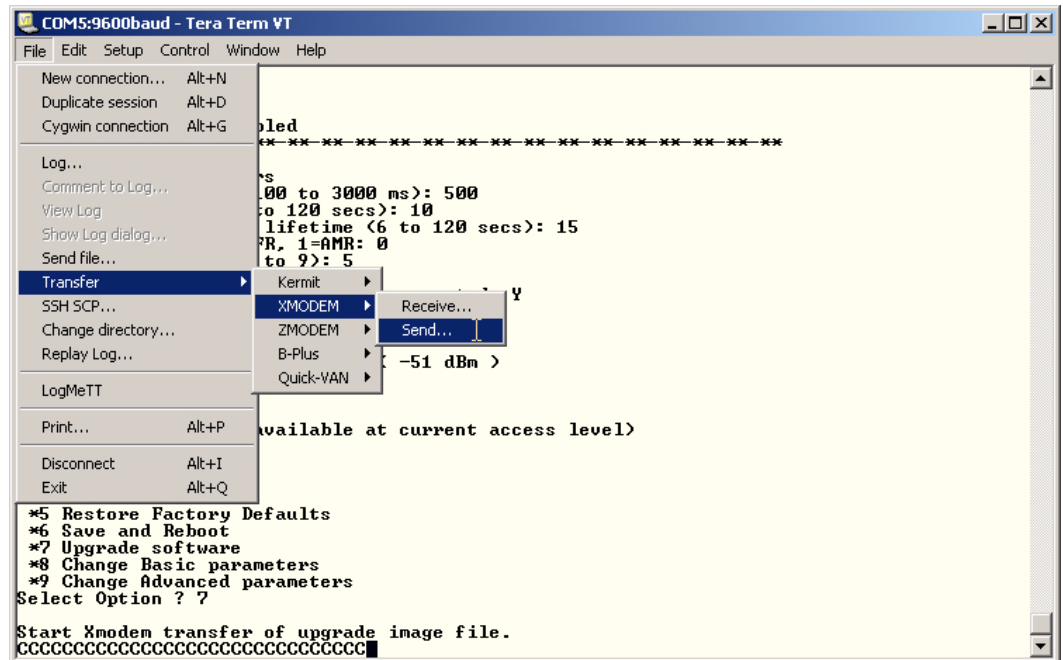 COM5:9600baud - Tera Term VT
File Edit Setup Control Window Help
New connection... Alt+N
Duplicate session Alt+D
Cygwin connection Alt+G
Log...
Comment to Log...
View Log
Show Log dialog...
Send file...
Transfer
SSH SCP...
Change directory...
Replay Log...
LogMeTT
Print... Alt+P
Disconnect Alt+I
Exit Alt+Q
Kermit
XMODEM
ZMODEM
B-Plus
Quick-VAN
Receive...
Send...
bled
** ** ** ** ** ** ** ** ** ** ** ** ** ** ** **
rs
100 to 3000 ms): 500
to 120 secs): 10
lifetime (6 to 120 secs): 15
FR, 1=AMR: 0
to 9): 5
Y
( -51 dBm )
available at current access level)
*5 Restore Factory Defaults
*6 Save and Reboot
*7 Upgrade software
*8 Change Basic parameters
*9 Change Advanced parameters
Select Option ? 7
Start Xmodem transfer of upgrade image file.
CCCCCCCCCCCCCCCCCCCCCCCCCCCCCCC